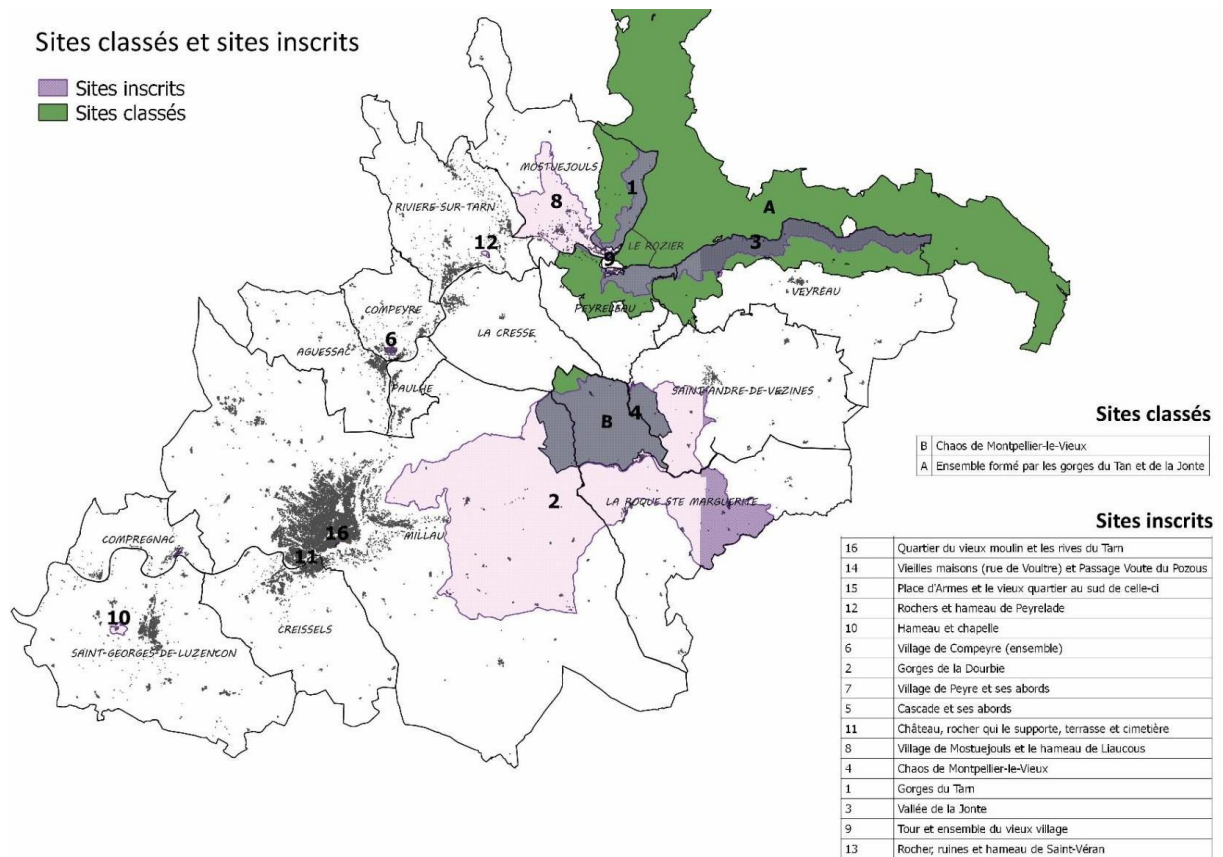 Sites classés et sites inscrits
Sites inscrits
Sites classés
MOSTUEJOULS
1
8
A
RIVIERE-SUR-TARN
12
LE ROZIER
3
9
VEYREAU
PEYRELEAU
COMPEYRE
LA CRESSE
6
AGUESSAC
PAULHE
SAINT-ANDRE-DE-VEZINES
4
B
2
LA ROQUE STE MARGUERITE
MILLAU
16
11
COMPREGNAC
10
CREISSELS
SAINT-GEORGES-DE-LUZENCON
Sites classés
B Chaos de Montpellier-le-Vieux
A Ensemble formé par les gorges du Tan et de la Jonte
Sites inscrits
16 Quartier du vieux moulin et les rives du Tarn
14 Vieilles maisons (rue de Voultre) et Passage Voute du Pozous
15 Place d'Armes et le vieux quartier au sud de celle-ci
12 Rochers et hameau de Peyrelade
10 Hameau et chapelle
6 Village de Compeyre (ensemble)
2 Gorges de la Dourbie
7 Village de Peyre et ses abords
5 Cascade et ses abords
11 Château, rocher qui le supporte, terrasse et cimetière
8 Village de Mostuejouls et le hameau de Liaucous
4 Chaos de Montpellier-le-Vieux
1 Gorges du Tarn
3 Vallée de la Jonte
9 Tour et ensemble du vieux village
13 Rocher, ruines et hameau de Saint-Véran